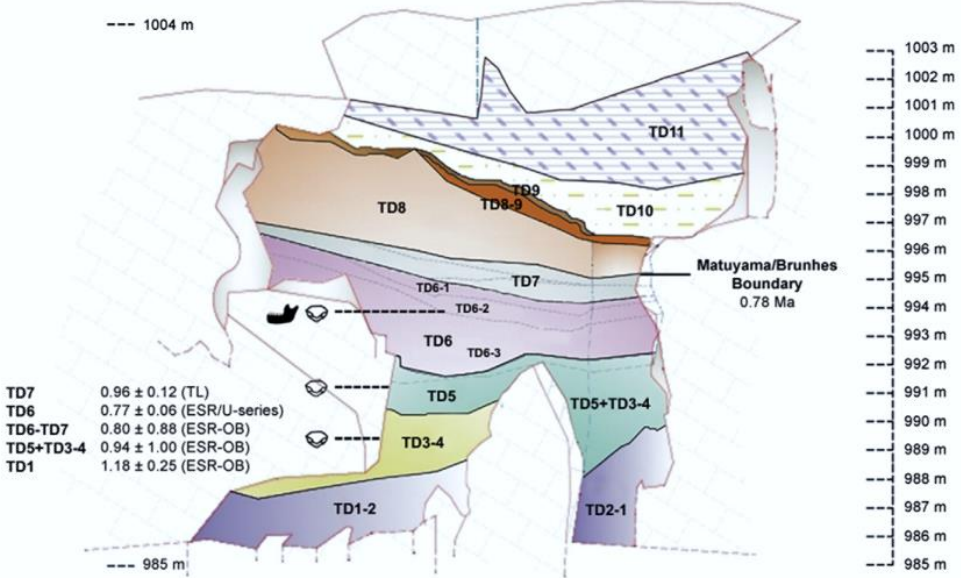 1004 m
1003 m
1002 m
1001 m
TD11
1000 m
999 m
TD9
998 m
TD8
TD8-9
TD10
997 m
996 m
Matuyama/Brunhes
Boundary
0.78 Ma
995 m
TD7
TD6-1
994 m
TD6-2
993 m
TD6
TD6-3
992 m
991 m
TD5
TD5+TD3-4
990 m
TD3-4
989 m
TD7 0.96 ± 0.12 (TL)
TD6 0.77 ± 0.06 (ESR/U-series)
TD6-TD7 0.80 ± 0.88 (ESR-OB)
TD5+TD3-4 0.94 ± 1.00 (ESR-OB)
TD1 1.18 ± 0.25 (ESR-OB)
988 m
TD1-2
TD2-1
987 m
986 m
985 m
985 m